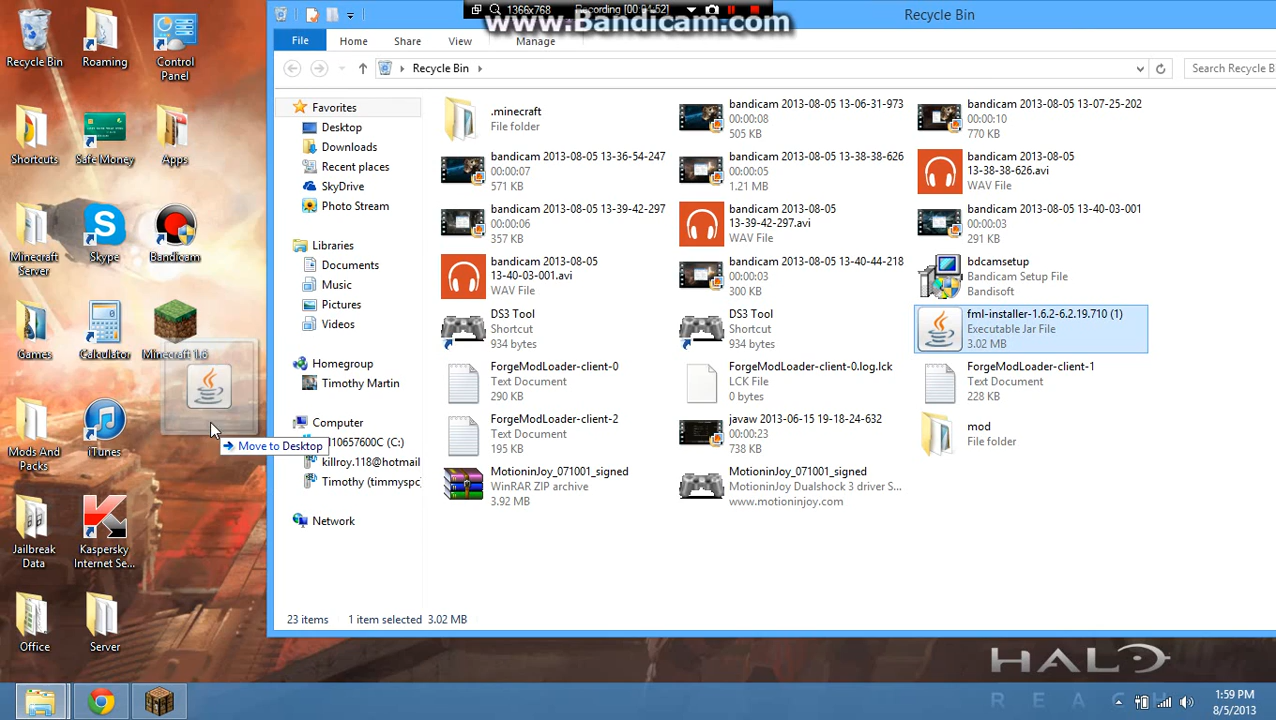 1366x768 Recording [00:04:52]
www.Bandicam.com
Recycle Bin
File Home Share View Manage
Recycle Bin
Search Recycle B
Recycle Bin
Roaming
Control Panel
Shortcuts
Safe Money
Apps
Minecraft Server
Skype
Bandicam
Games
Calculator
Minecraft 1.6
Mods And Packs
iTunes
Jailbreak Data
Kaspersky Internet Se...
Office
Server
Move to Desktop
Favorites
Desktop
Downloads
Recent places
SkyDrive
Photo Stream
Libraries
Documents
Music
Pictures
Videos
Homegroup
Timothy Martin
Computer
10657600C (C:)
killroy.118@hotmail
Timothy (timmyspc)
Network
.minecraft
File folder
bandicam 2013-08-05 13-06-31-973
00:00:08
505 KB
bandicam 2013-08-05 13-07-25-202
00:00:10
770 KB
bandicam 2013-08-05 13-36-54-247
00:00:07
571 KB
bandicam 2013-08-05 13-38-38-626
00:00:05
1.21 MB
bandicam 2013-08-05
13-38-38-626.avi
WAV File
bandicam 2013-08-05 13-39-42-297
00:00:06
357 KB
bandicam 2013-08-05
13-39-42-297.avi
WAV File
bandicam 2013-08-05 13-40-03-001
00:00:03
291 KB
bandicam 2013-08-05
13-40-03-001.avi
WAV File
bandicam 2013-08-05 13-40-44-218
00:00:03
300 KB
bdcamsetup
Bandicam Setup File
Bandisoft
DS3 Tool
Shortcut
934 bytes
DS3 Tool
Shortcut
934 bytes
fml-installer-1.6.2-6.2.19.710 (1)
Executable Jar File
3.02 MB
ForgeModLoader-client-0
Text Document
290 KB
ForgeModLoader-client-0.log.lck
LCK File
0 bytes
ForgeModLoader-client-1
Text Document
228 KB
ForgeModLoader-client-2
Text Document
195 KB
javaw 2013-06-15 19-18-24-632
00:00:23
738 KB
mod
File folder
MotioninJoy_071001_signed
WinRAR ZIP archive
3.92 MB
MotioninJoy_071001_signed
MotioninJoy Dualshock 3 driver S...
www.motioninjoy.com
23 items 1 item selected 3.02 MB
HALO
REACH
1:59 PM
8/5/2013